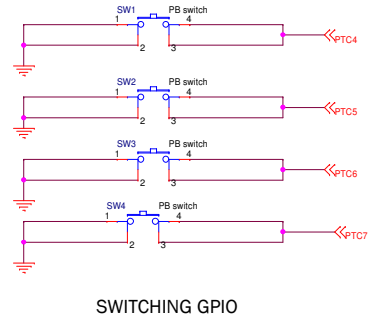 SW1 PB switch
1 4
2 3
PTC4
SW2 PB switch
1 4
2 3
PTC5
SW3 PB switch
1 4
2 3
PTC6
SW4 PB switch
1 4
2 3
PTC7
SWITCHING GPIO